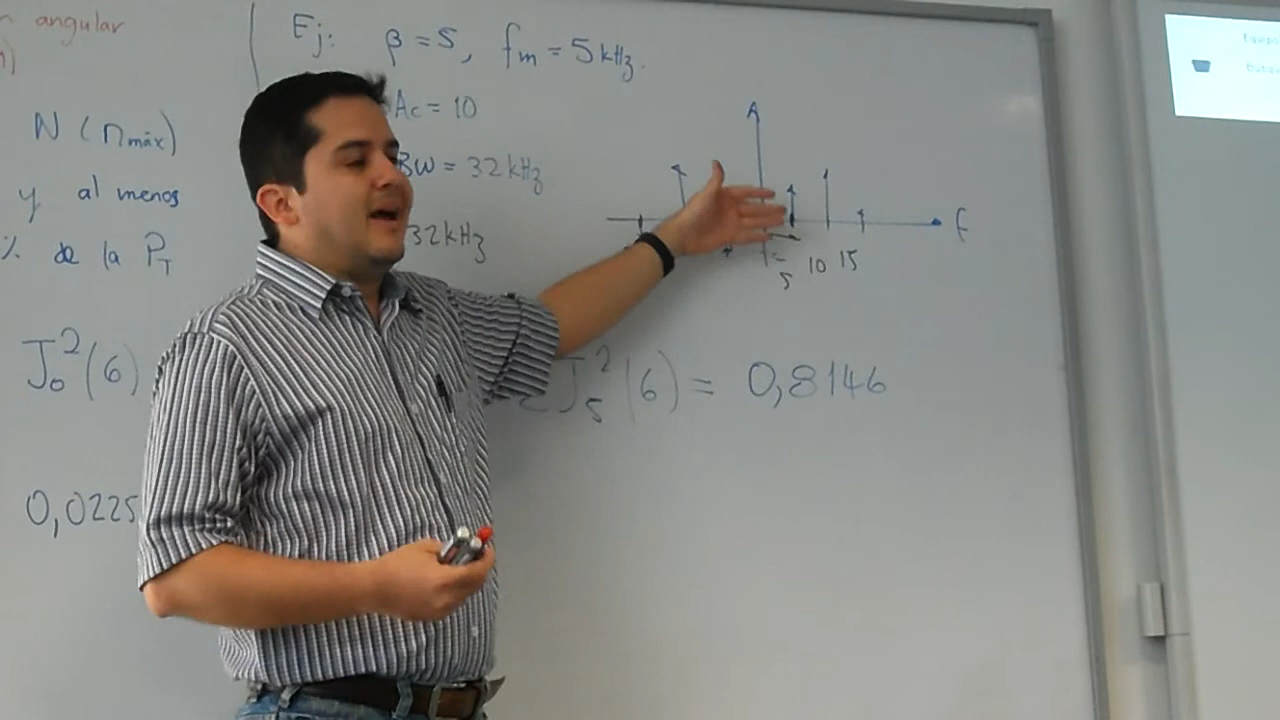 n angular
N (nmáx)
y al menos
% de la PT
J₀²(6)
0,0225
Ej: β = 5, fm = 5 kHz.
Ac = 10
BW = 32 kHz
32 kHz
J₅²(6) = 0,8146
f
5 10 15